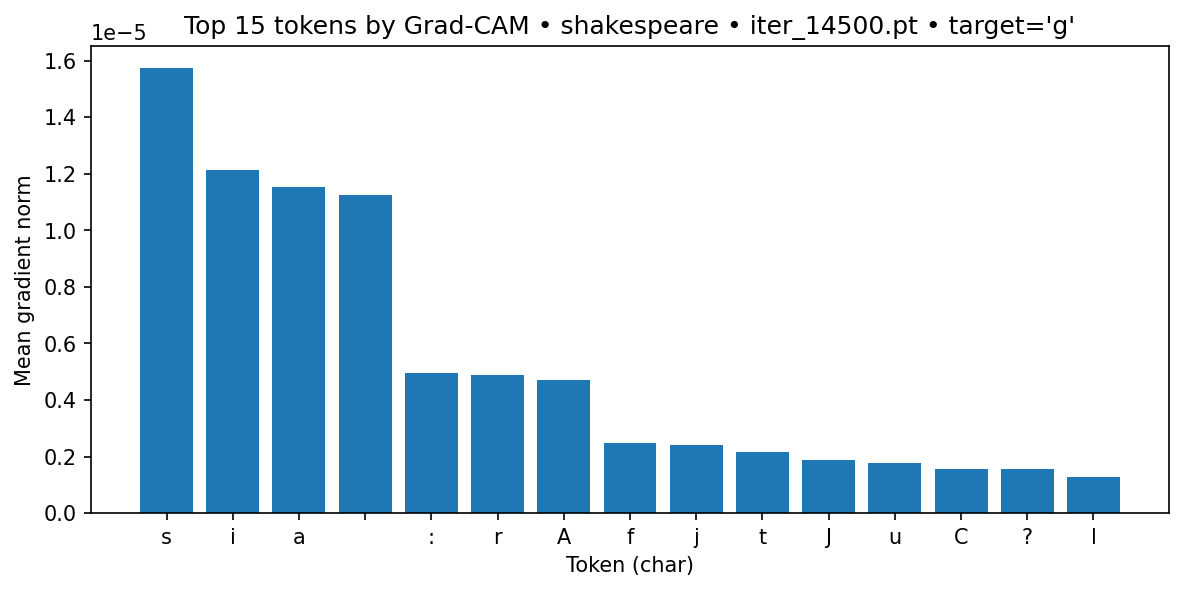 Top 15 tokens by Grad-CAM • shakespeare • iter_14500.pt • target='g'
1e−5
1.6
1.4
1.2
1.0
0.8
0.6
0.4
0.2
0.0
Mean gradient norm
s i a : r A f j t J u C ? l
Token (char)